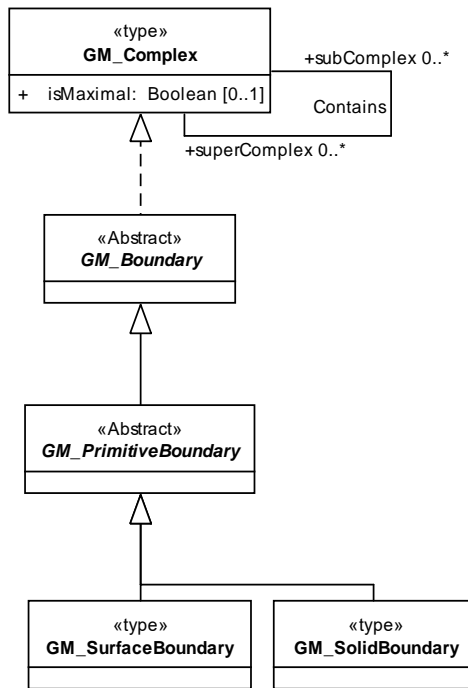 «type»
GM_Complex
+ isMaximal: Boolean [0..1]
+subComplex 0..*
Contains
+superComplex 0..*
«Abstract»
GM_Boundary
«Abstract»
GM_PrimitiveBoundary
«type»
GM_SurfaceBoundary
«type»
GM_SolidBoundary